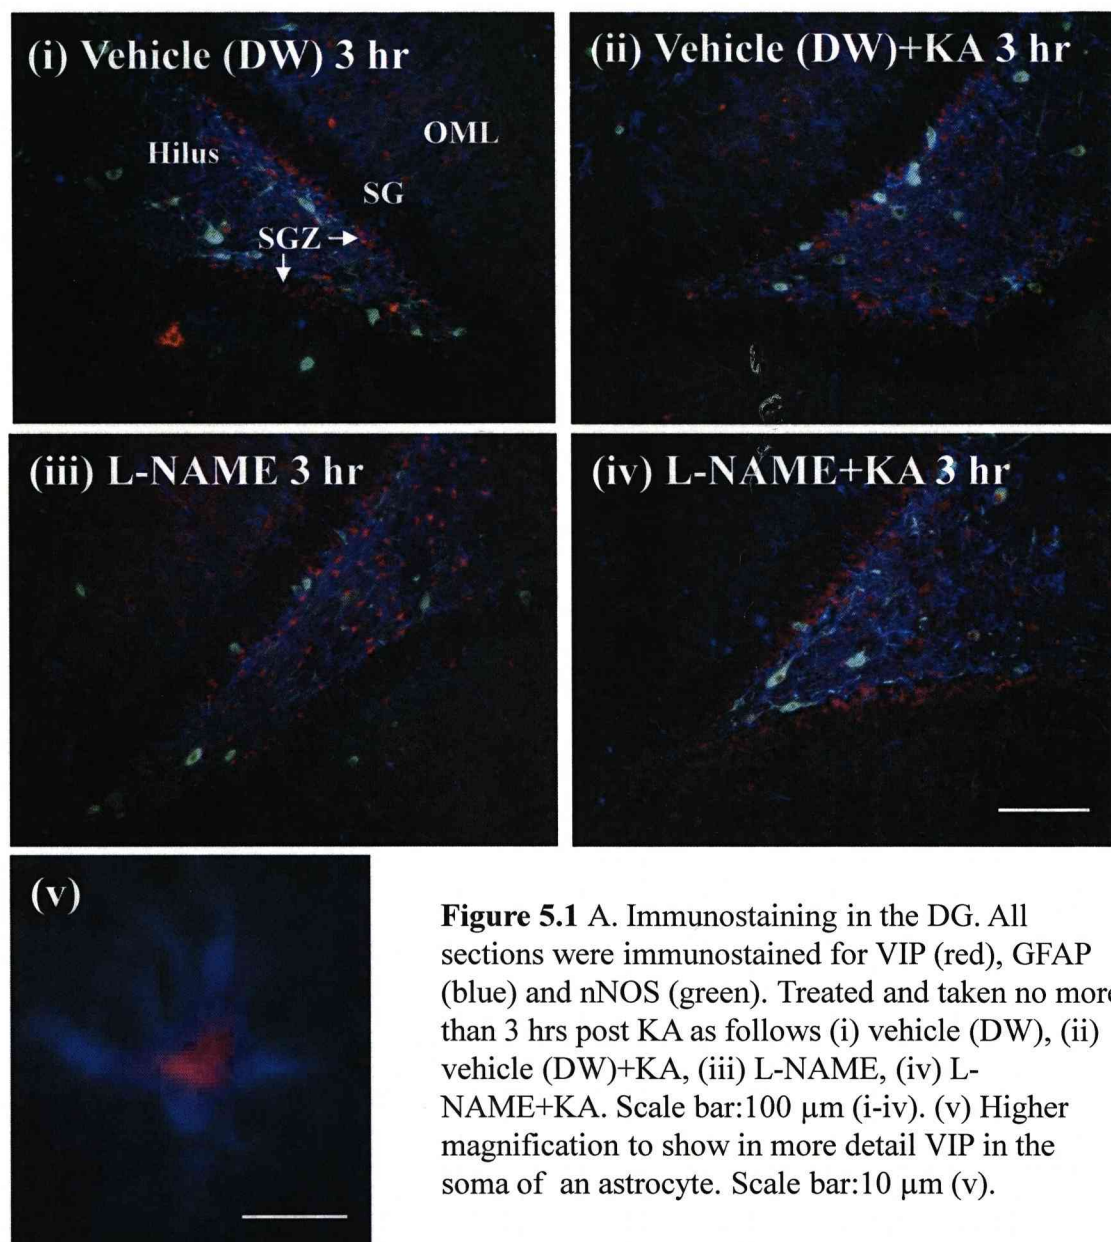 (i) Vehicle (DW) 3 hr
(ii) Vehicle (DW)+KA 3 hr
Hilus
OML
SG
SGZ
(iii) L-NAME 3 hr
(iv) L-NAME+KA 3 hr
(v)
Figure 5.1 A. Immunostaining in the DG. All
sections were immunostained for VIP (red), GFAP
(blue) and nNOS (green). Treated and taken no more
than 3 hrs post KA as follows (i) vehicle (DW), (ii)
vehicle (DW)+KA, (iii) L-NAME, (iv) L-
NAME+KA. Scale bar:100 µm (i-iv). (v) Higher
magnification to show in more detail VIP in the
soma of an astrocyte. Scale bar:10 µm (v).